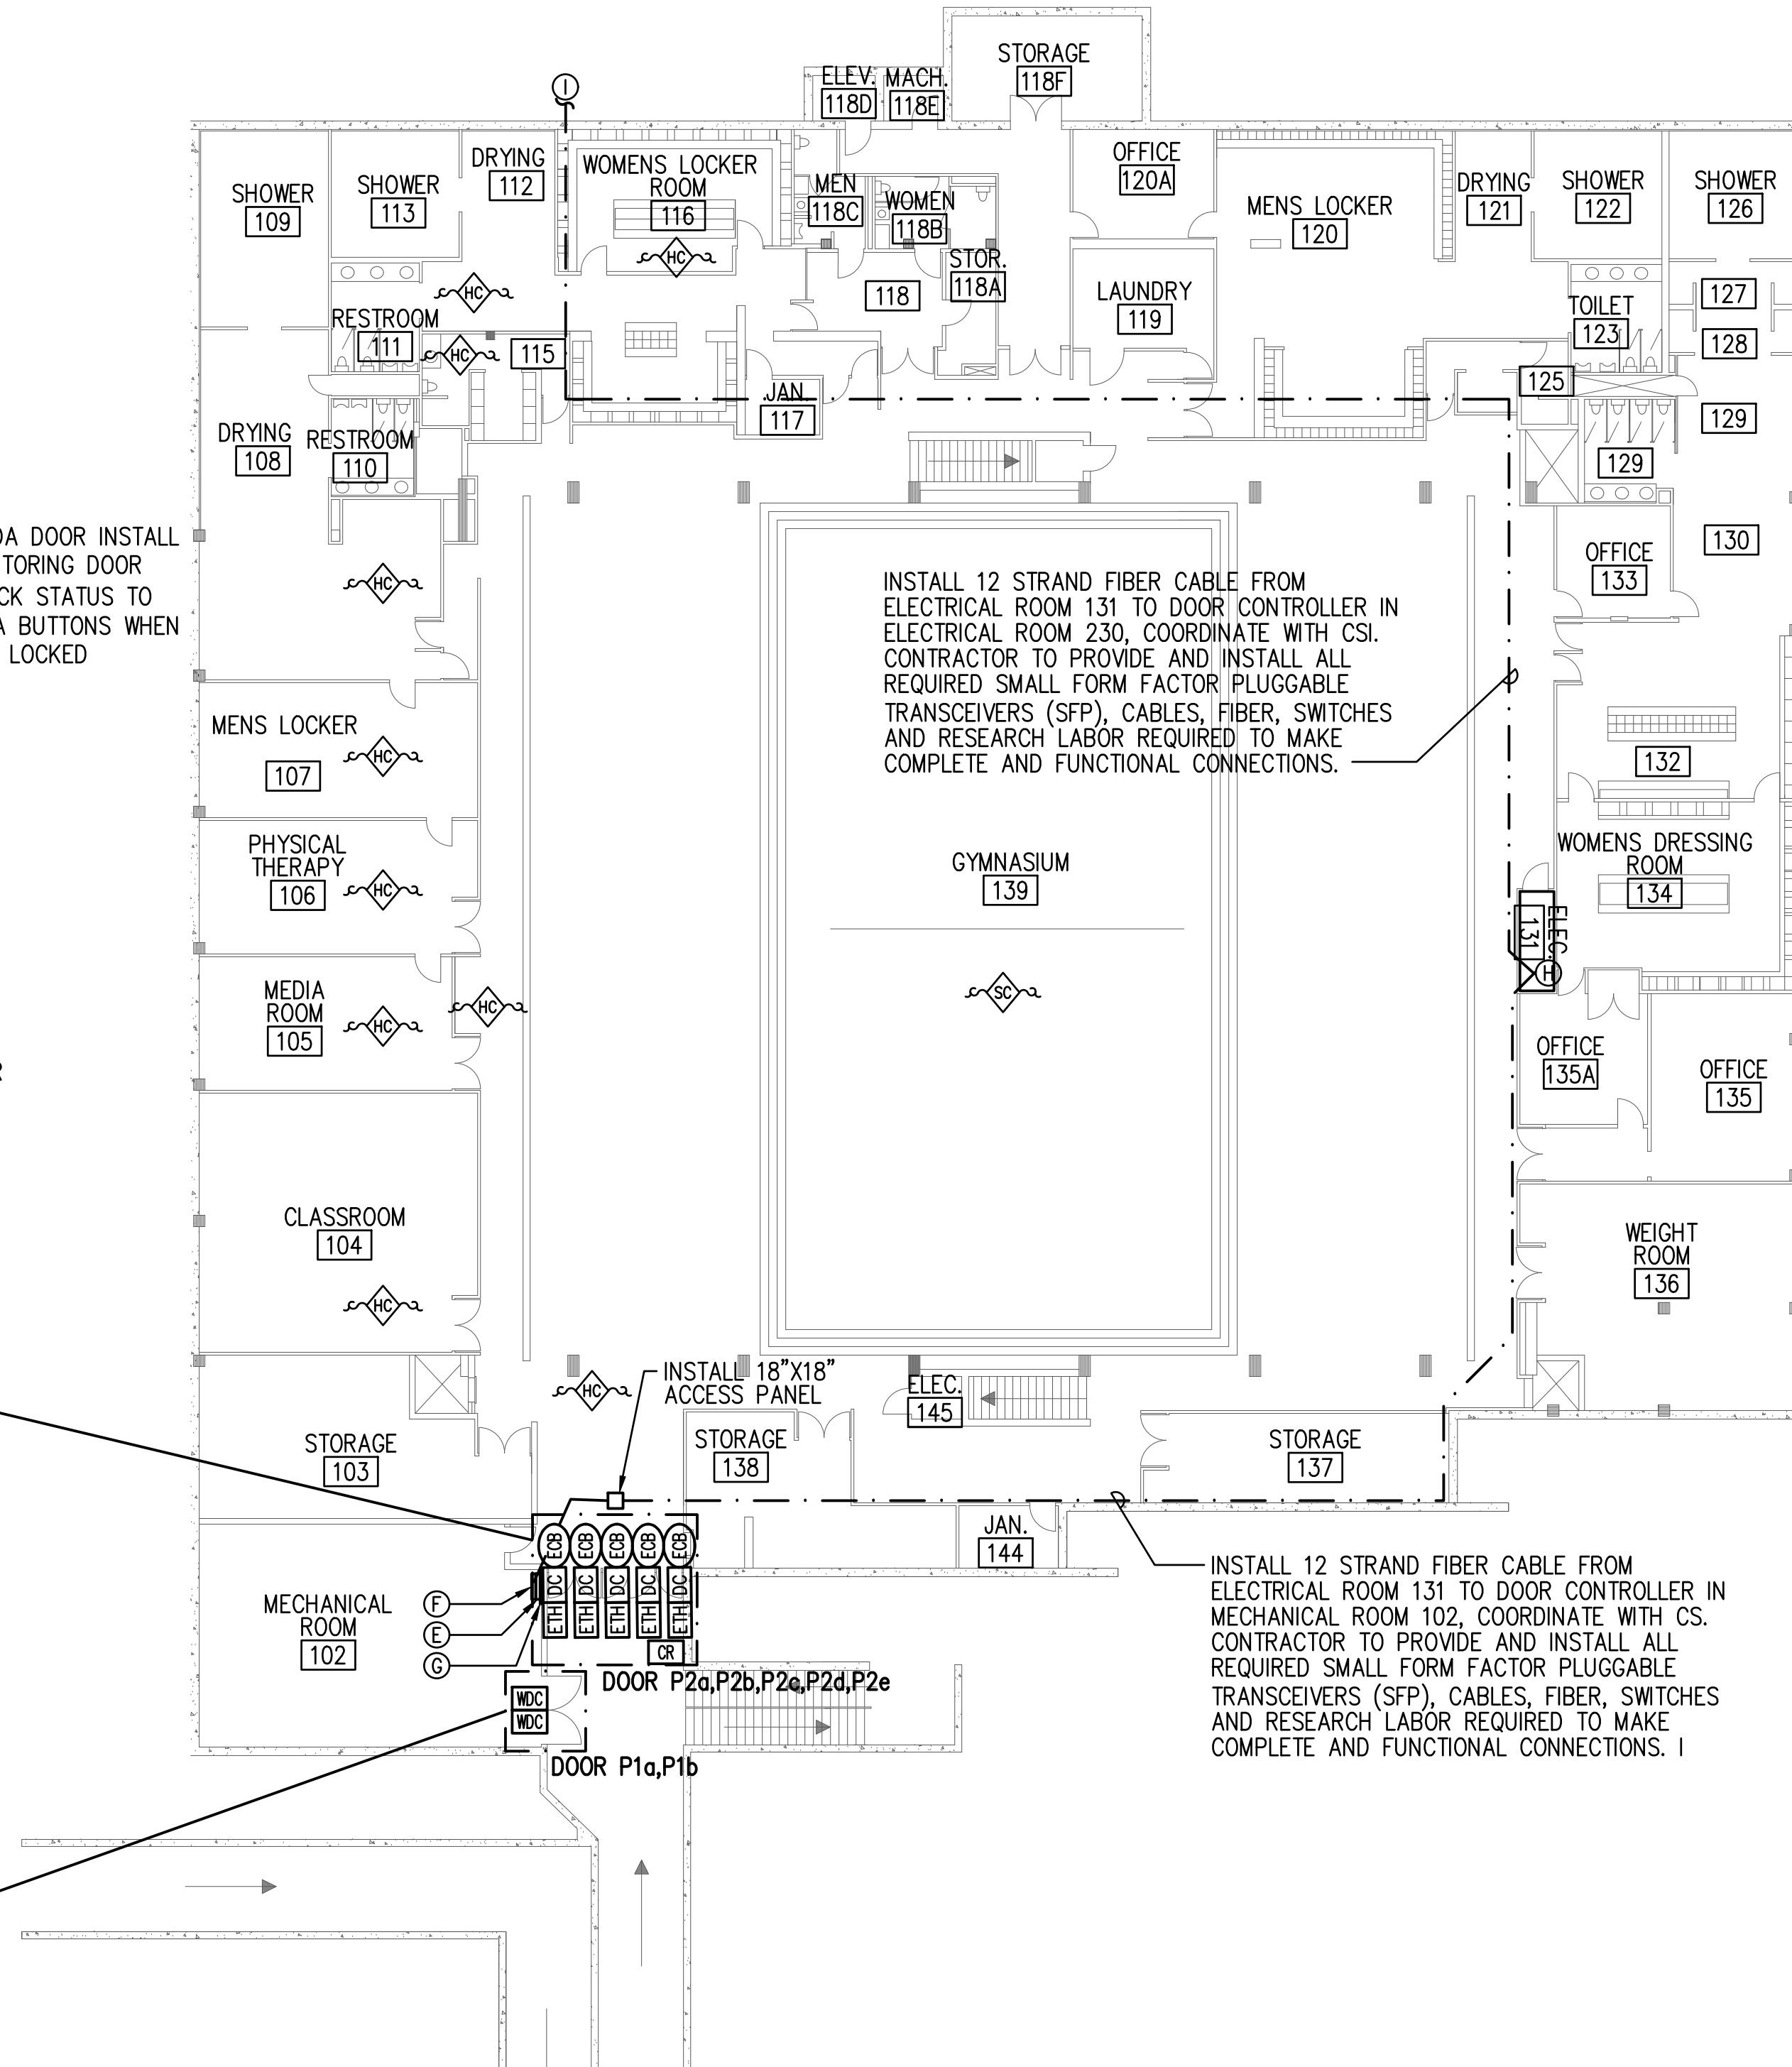 STORAGE
118F
ELEV.
118D
MACH.
118E
I
DRYING
112
WOMENS LOCKER
ROOM
116
MEN
118C
WOMEN
118B
OFFICE
120A
MENS LOCKER
120
DRYING
121
SHOWER
122
SHOWER
126
SHOWER
109
SHOWER
113
HC
HC
STOR.
118A
118
LAUNDRY
119
TOILET
123
127
128
RESTROOM
111
HC
115
JAN.
117
125
129
DRYING
108
RESTROOM
110
129
DA DOOR INSTALL
TORING DOOR
CK STATUS TO
A BUTTONS WHEN
LOCKED
HC
OFFICE
133
130
INSTALL 12 STRAND FIBER CABLE FROM
ELECTRICAL ROOM 131 TO DOOR CONTROLLER IN
ELECTRICAL ROOM 230, COORDINATE WITH CSI.
CONTRACTOR TO PROVIDE AND INSTALL ALL
REQUIRED SMALL FORM FACTOR PLUGGABLE
TRANSCEIVERS (SFP), CABLES, FIBER, SWITCHES
AND RESEARCH LABOR REQUIRED TO MAKE
COMPLETE AND FUNCTIONAL CONNECTIONS.
MENS LOCKER
107
HC
132
PHYSICAL
THERAPY
106
HC
GYMNASIUM
139
WOMENS DRESSING
ROOM
134
ELEC.
131
H
MEDIA
ROOM
105
HC
HC
SC
OFFICE
135A
OFFICE
135
R
CLASSROOM
104
HC
WEIGHT
ROOM
136
HC
INSTALL 18"X18"
ACCESS PANEL
ELEC.
145
STORAGE
103
STORAGE
138
STORAGE
137
JAN.
144
ECB ECB ECB ECB ECB
DC DC DC DC DC
ETH ETH ETH ETH ETH
CR
F
E
G
MECHANICAL
ROOM
102
DOOR P2a,P2b,P2c,P2d,P2e
WDC
WDC
DOOR P1a,P1b
INSTALL 12 STRAND FIBER CABLE FROM
ELECTRICAL ROOM 131 TO DOOR CONTROLLER IN
MECHANICAL ROOM 102, COORDINATE WITH CS.
CONTRACTOR TO PROVIDE AND INSTALL ALL
REQUIRED SMALL FORM FACTOR PLUGGABLE
TRANSCEIVERS (SFP), CABLES, FIBER, SWITCHES
AND RESEARCH LABOR REQUIRED TO MAKE
COMPLETE AND FUNCTIONAL CONNECTIONS. I